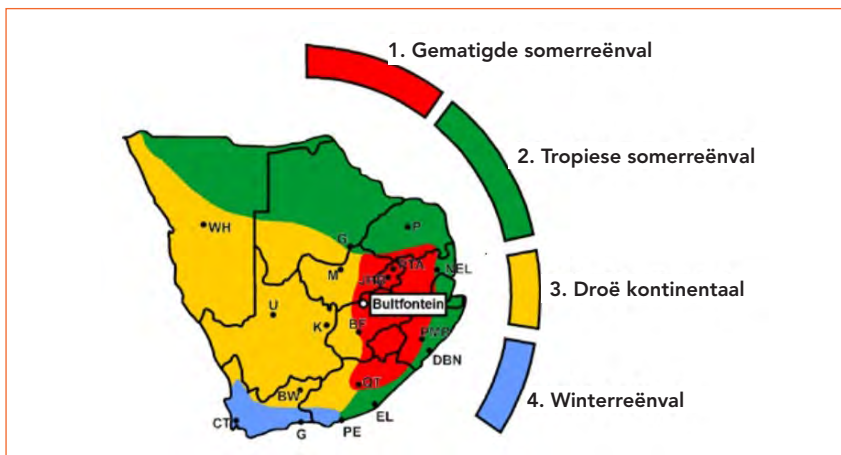 1. Gematigde somerreënval
2. Tropiese somerreënval
WH
P
G
PTA
NEL
M
JHB
3. Droë kontinentaal
Bultfontein
U
K
BF
PMB
DBN
QT
4. Winterreënval
BW
EL
CT
G
PE